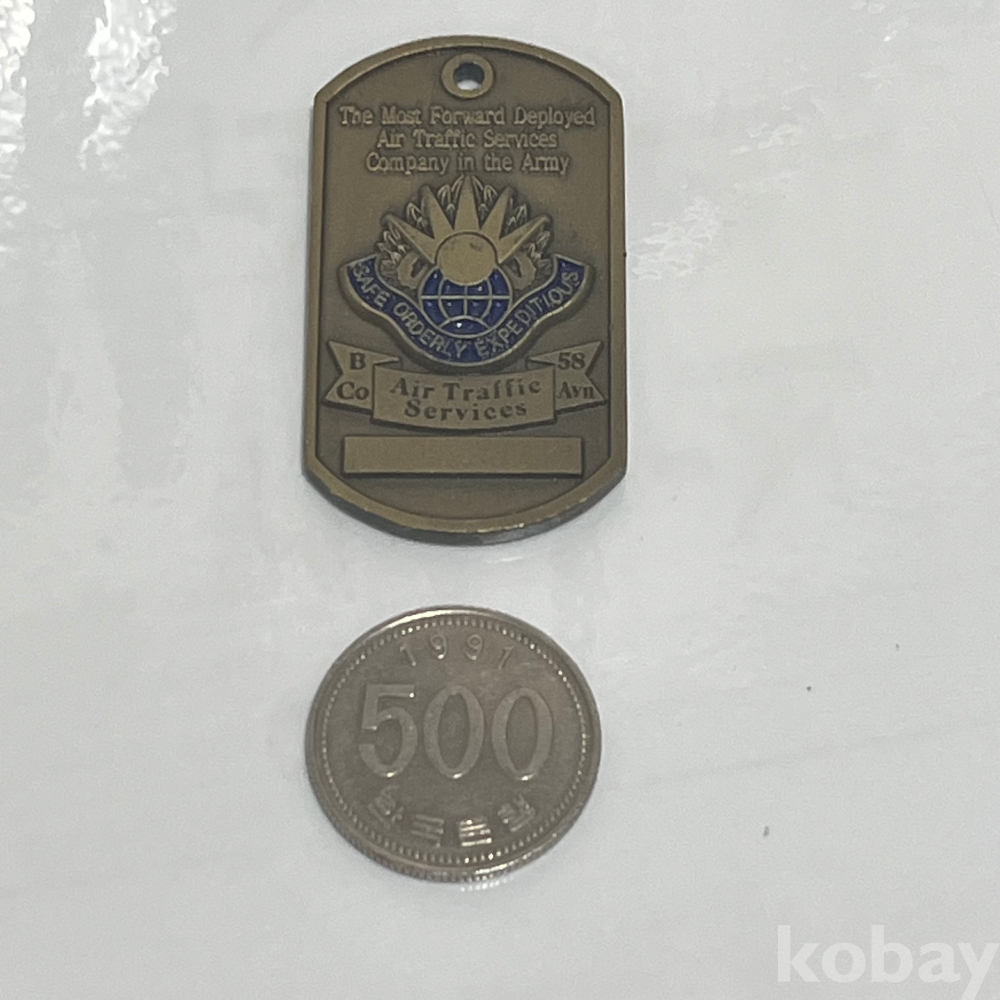 The Most Forward Deployed
Air Traffic Services
Company in the Army
SAFE ORDERLY EXPEDITIOUS
B
Co
Air Traffic
Services
58
Avn
1991
500
한국은행
kobay